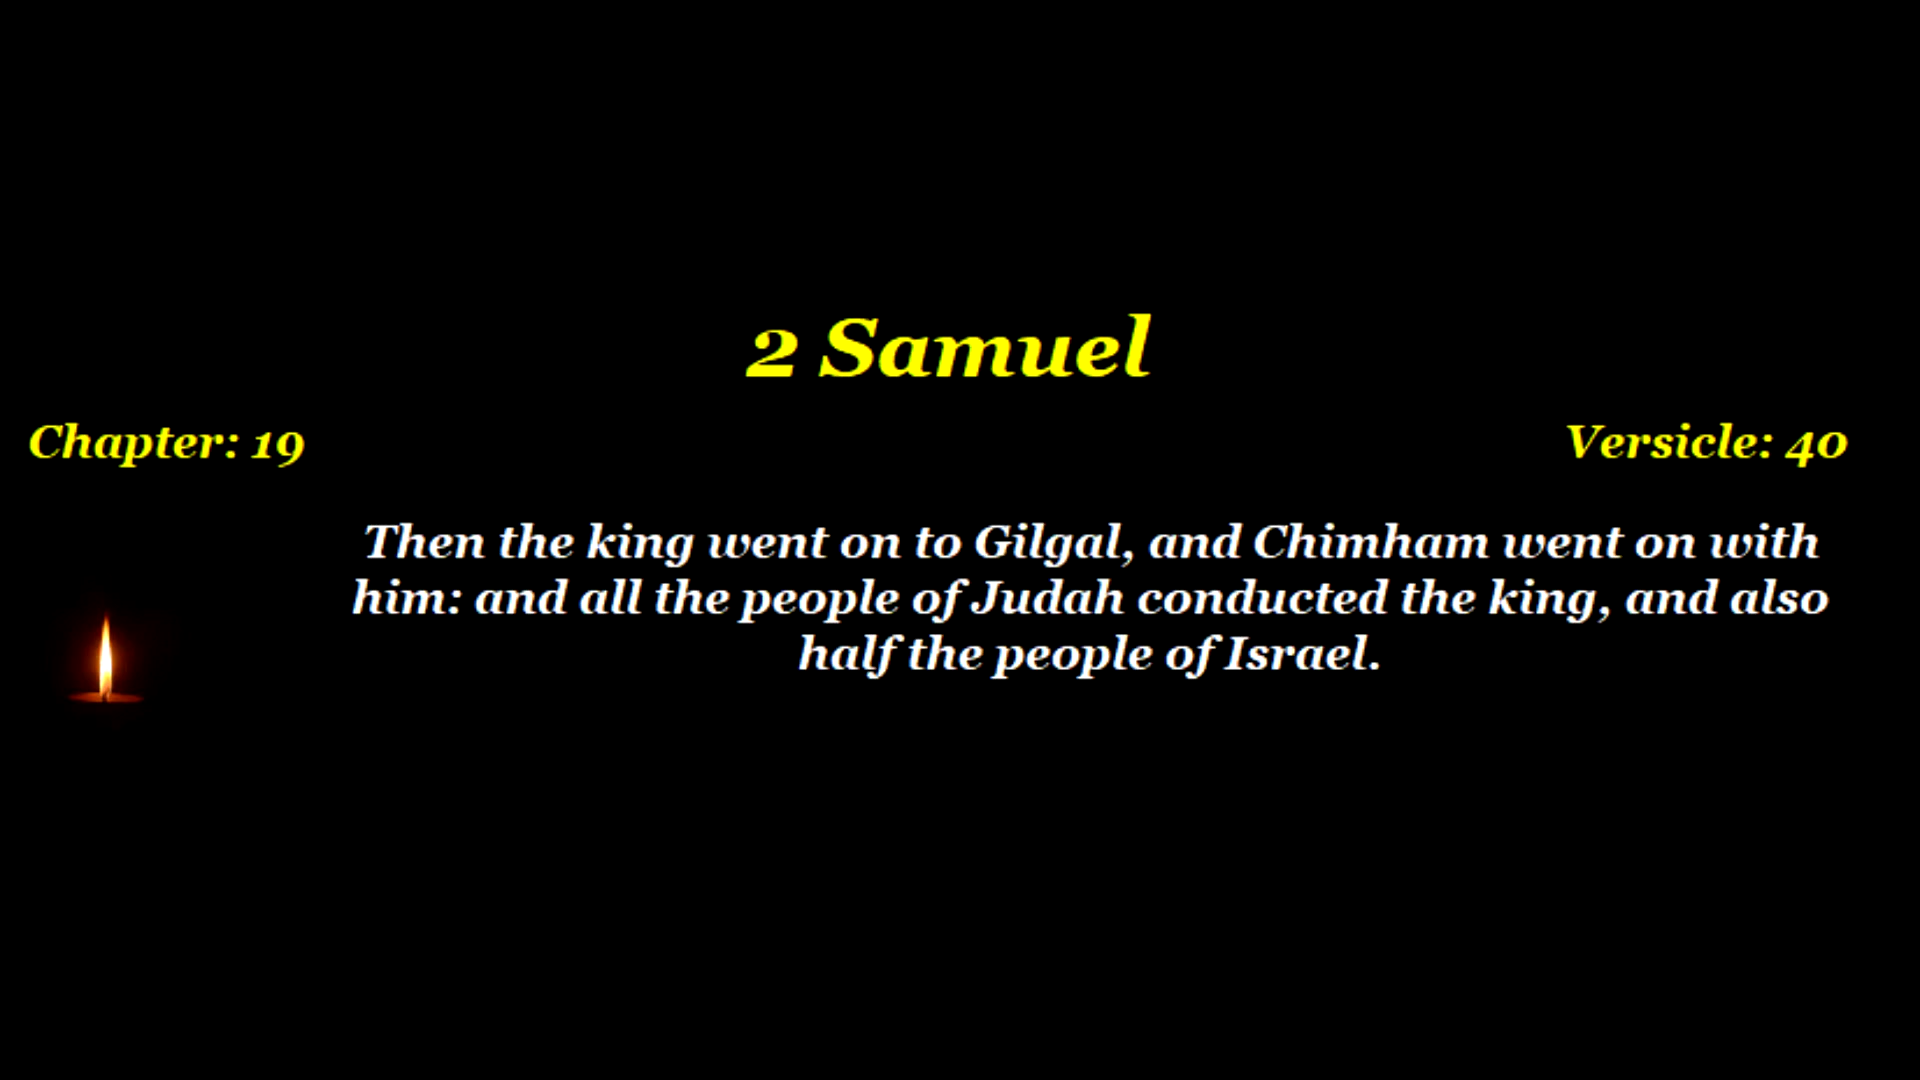 2 Samuel
Chapter: 19
Versicle: 40
Then the king went on to Gilgal, and Chimham went on with
him: and all the people of Judah conducted the king, and also
half the people of Israel.